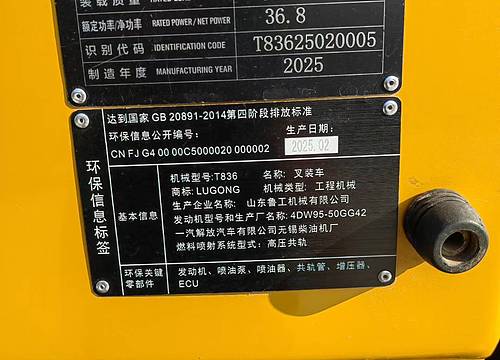 装载质量
额定功率/净功率 RATED POWER / NET POWER 36.8
识别代码 IDENTIFICATION CODE T83625020005
制造年度 MANUFACTURING YEAR 2025
达到国家 GB 20891-2014第四阶段排放标准
环保信息公开编号: 生产日期:
CN FJ G4 00 00C5000020 000002 2025.02
环保信息标签
基本信息
机械型号:T836 名称: 叉装车
商标: LUGONG 机械类型: 工程机械
生产企业名称: 山东鲁工机械有限公司
发动机型号和生产厂名称: 4DW95-50GG42
一汽解放汽车有限公司无锡柴油机厂
燃料喷射系统型式: 高压共轨
环保关键零部件
发动机、喷油泵、喷油器、共轨管、增压器、
ECU